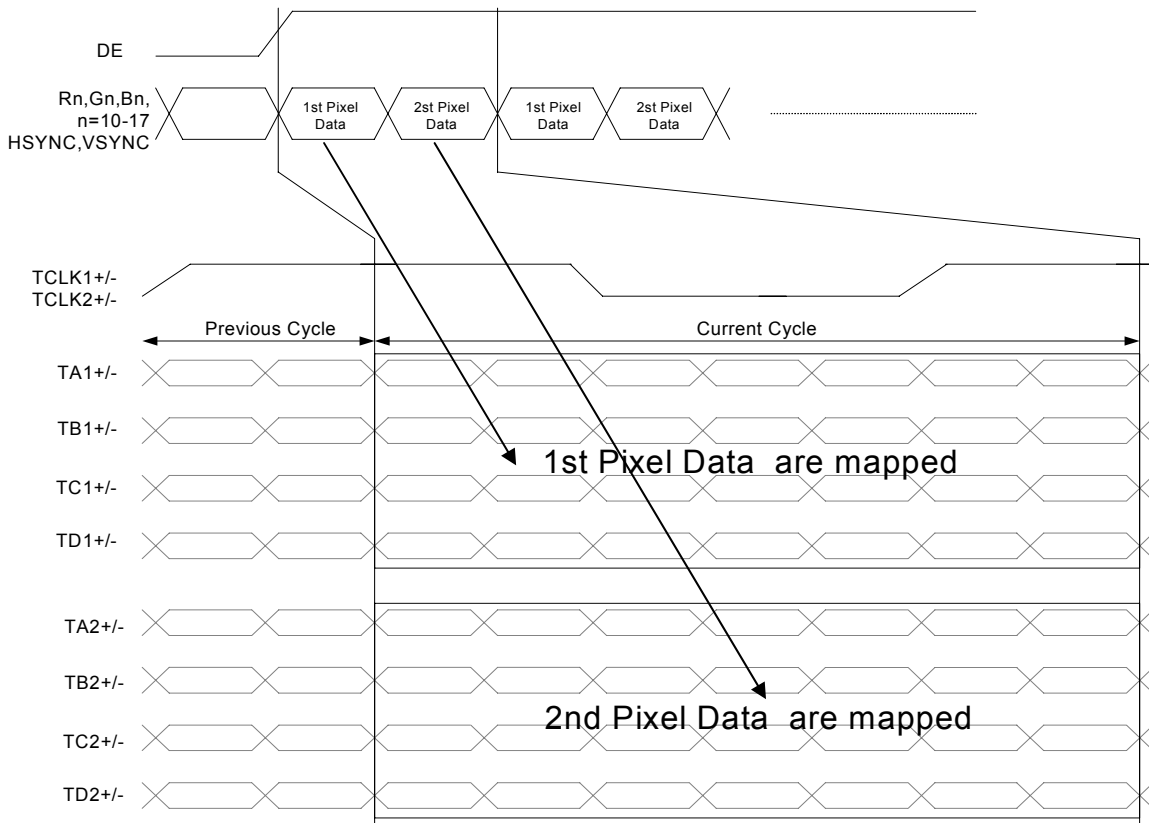 DE
Rn,Gn,Bn,
n=10-17
HSYNC,VSYNC
1st Pixel
Data
2st Pixel
Data
1st Pixel
Data
2st Pixel
Data
TCLK1+/-
TCLK2+/-
Previous Cycle
Current Cycle
TA1+/-
TB1+/-
1st Pixel Data are mapped
TC1+/-
TD1+/-
TA2+/-
TB2+/-
2nd Pixel Data are mapped
TC2+/-
TD2+/-